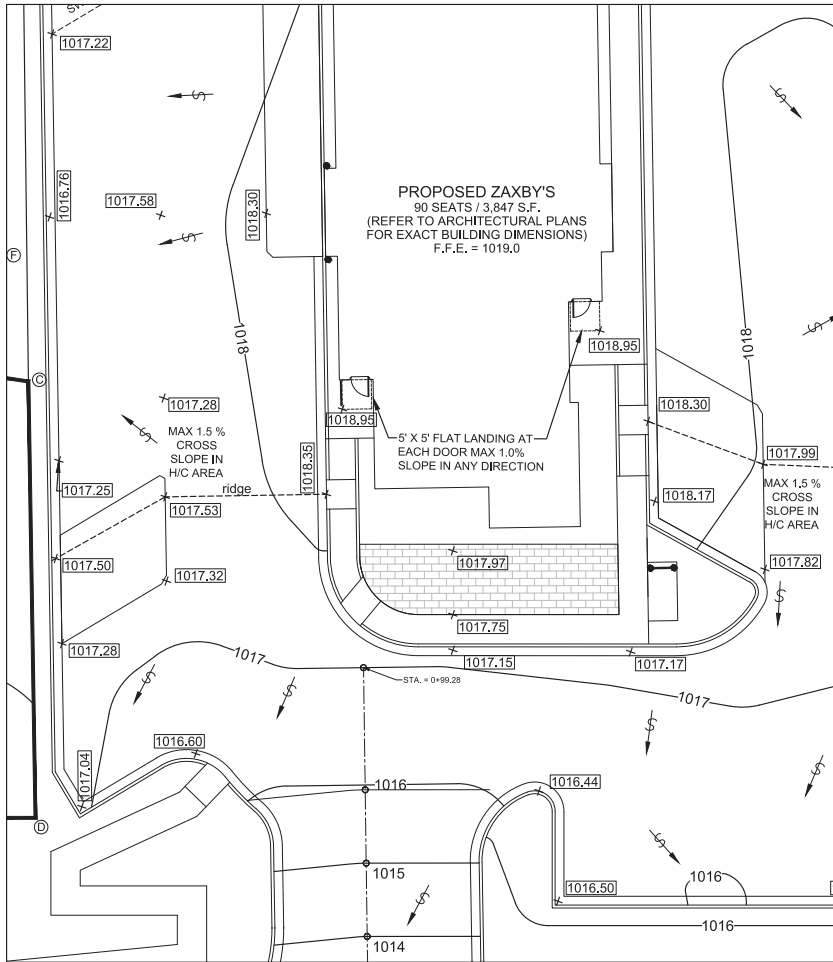 SW
1017.22
S
S
1016.76
1017.58
1018.30
PROPOSED ZAXBY'S
90 SEATS / 3,847 S.F.
(REFER TO ARCHITECTURAL PLANS
FOR EXACT BUILDING DIMENSIONS)
F.F.E. = 1019.0
S
F
S
1018
1018.95
1018
C
1017.28
1018.95
1018.30
S
MAX 1.5 %
CROSS
SLOPE IN
H/C AREA
5' X 5' FLAT LANDING AT
EACH DOOR MAX 1.0%
SLOPE IN ANY DIRECTION
1018.35
1017.99
1017.25
ridge
1017.53
1018.17
MAX 1.5 %
CROSS
SLOPE IN
H/C AREA
1017.50
1017.97
1017.32
1017.82
S
1017.75
1017.28
1017
1017.15
1017.17
S
S
STA. = 0+99.28
1017
S
1016.60
S
1017.04
1016
1016.44
D
S
1015
1016
1016.50
S
1016
1014